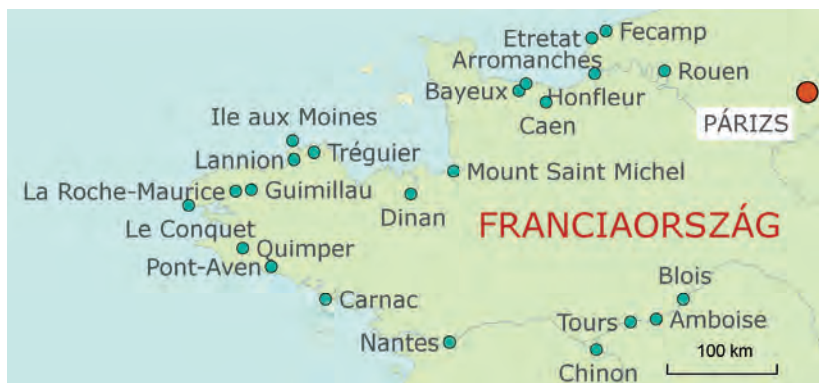 Etretat
Fecamp
Arromanches
Rouen
Bayeux
Honfleur
PÁRIZS
Caen
Ile aux Moines
Lannion
Tréguier
Mount Saint Michel
La Roche-Maurice
Guimillau
Dinan
FRANCIAORSZÁG
Le Conquet
Quimper
Pont-Aven
Blois
Carnac
Tours
Amboise
Nantes
Chinon
100 km